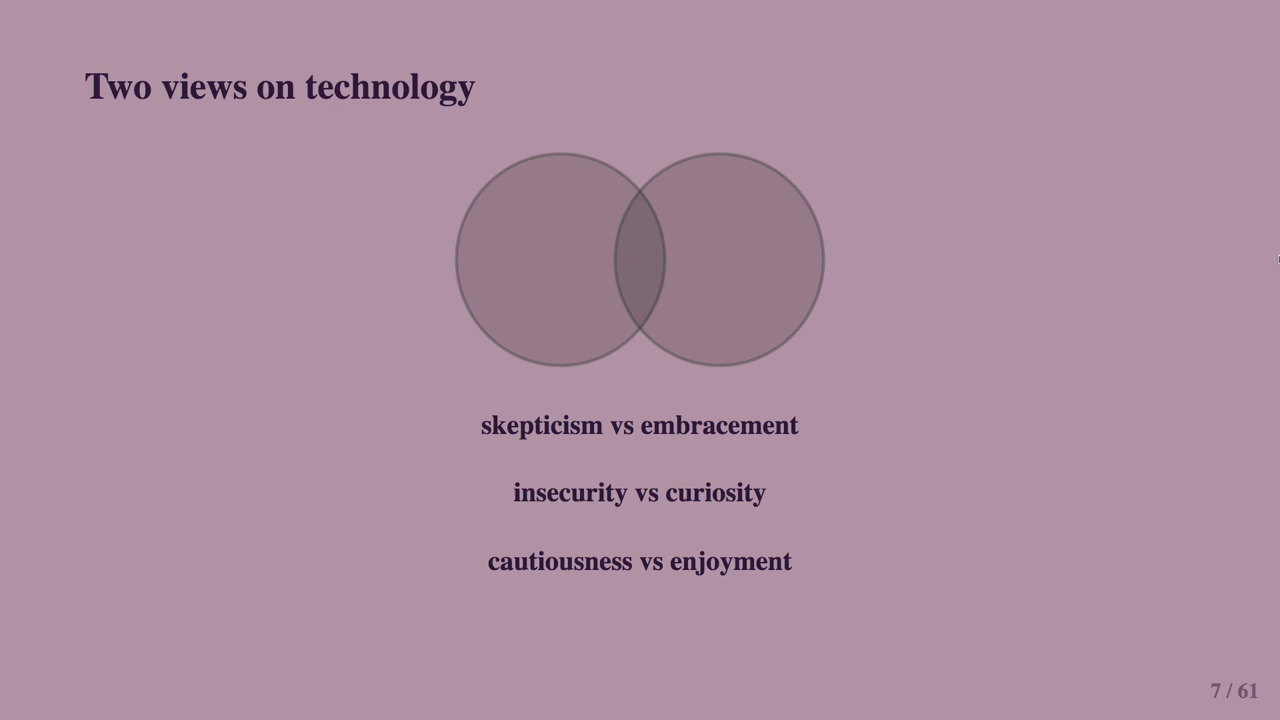 Two views on technology
skepticism vs embracement
insecurity vs curiosity
cautiousness vs enjoyment
7 / 61